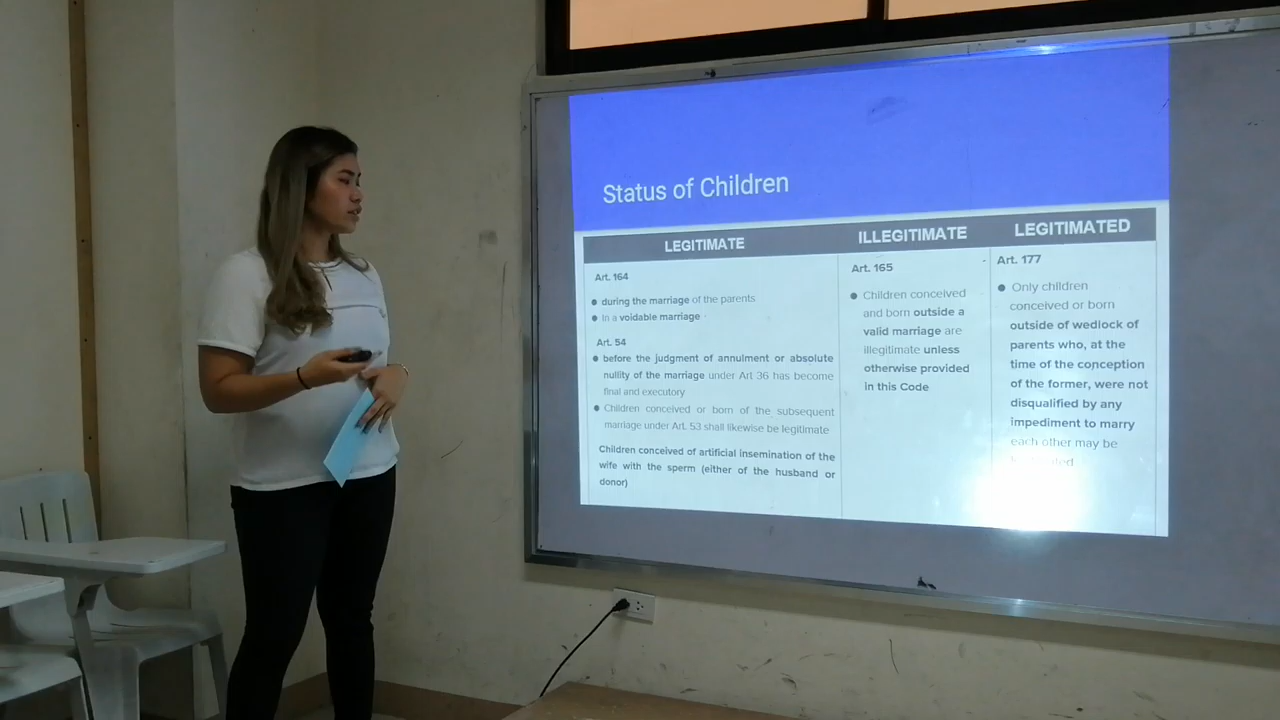 Status of Children
LEGITIMATE
Art. 164
● during the marriage of the parents
● In a voidable marriage
Art. 54
● before the judgment of annulment or absolute
nullity of the marriage under Art 36 has become
final and executory
● Children conceived or born of the subsequent
marriage under Art. 53 shall likewise be legitimate
Children conceived of artificial insemination of the
wife with the sperm (either of the husband or
donor)
ILLEGITIMATE
Art. 165
● Children conceived
and born outside a
valid marriage are
illegitimate unless
otherwise provided
in this Code
LEGITIMATED
Art. 177
● Only children
conceived or born
outside of wedlock of
parents who, at the
time of the conception
of the former, were not
disqualified by any
impediment to marry
each other may be